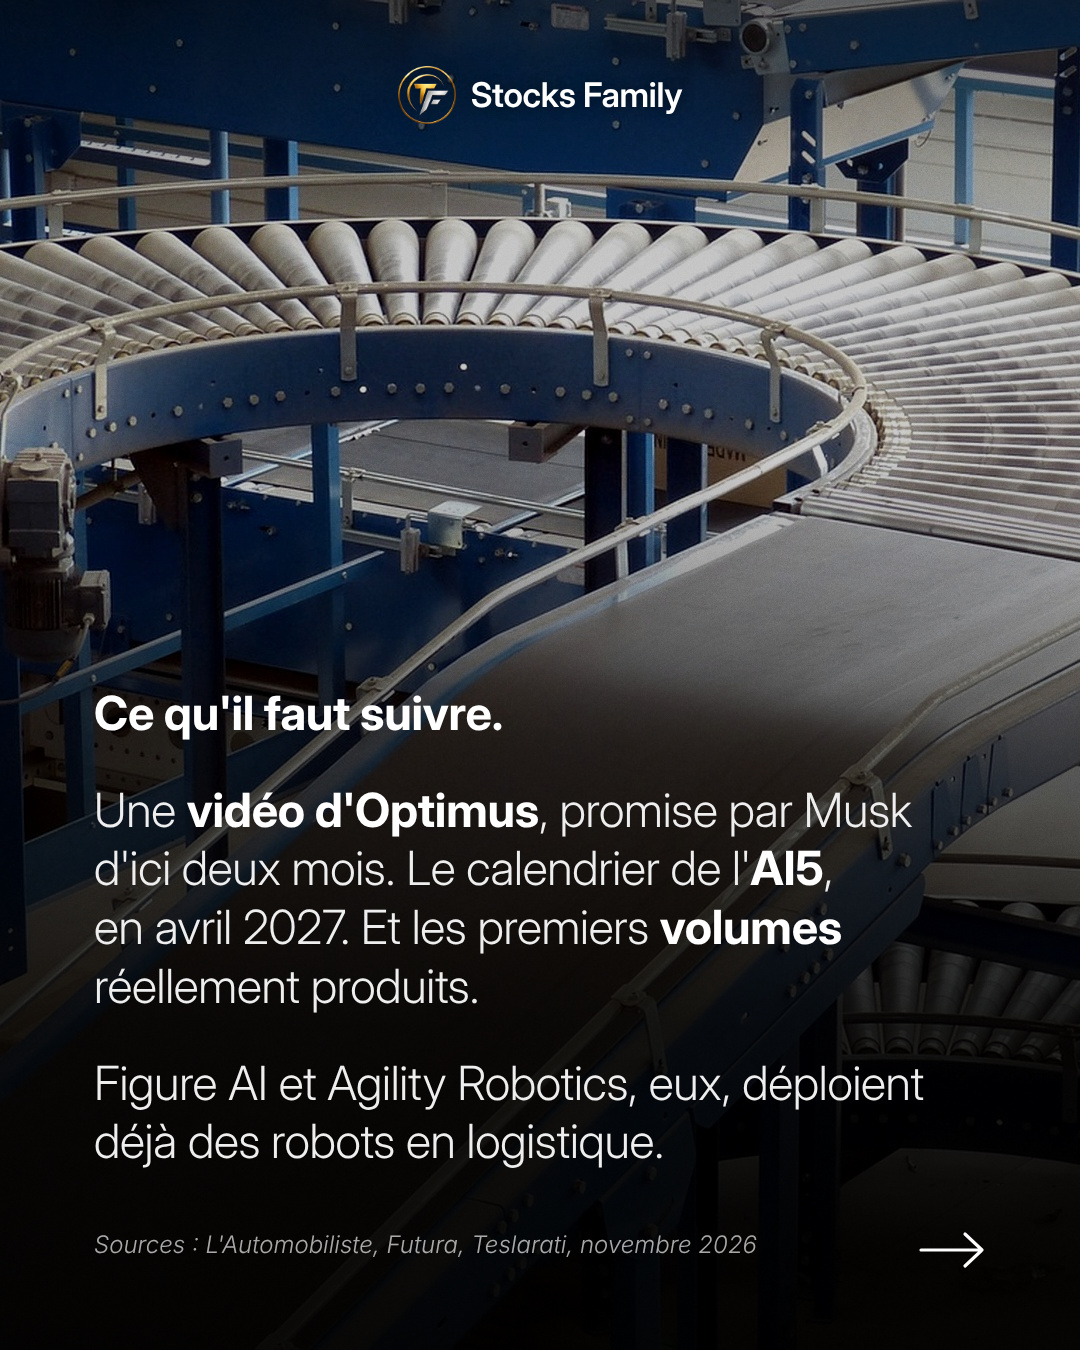 Stocks Family
Ce qu'il faut suivre.
Une vidéo d'Optimus, promise par Musk
d'ici deux mois. Le calendrier de l'AI5,
en avril 2027. Et les premiers volumes
réellement produits.
Figure AI et Agility Robotics, eux, déploient
déjà des robots en logistique.
Sources : L'Automobiliste, Futura, Teslarati, novembre 2026